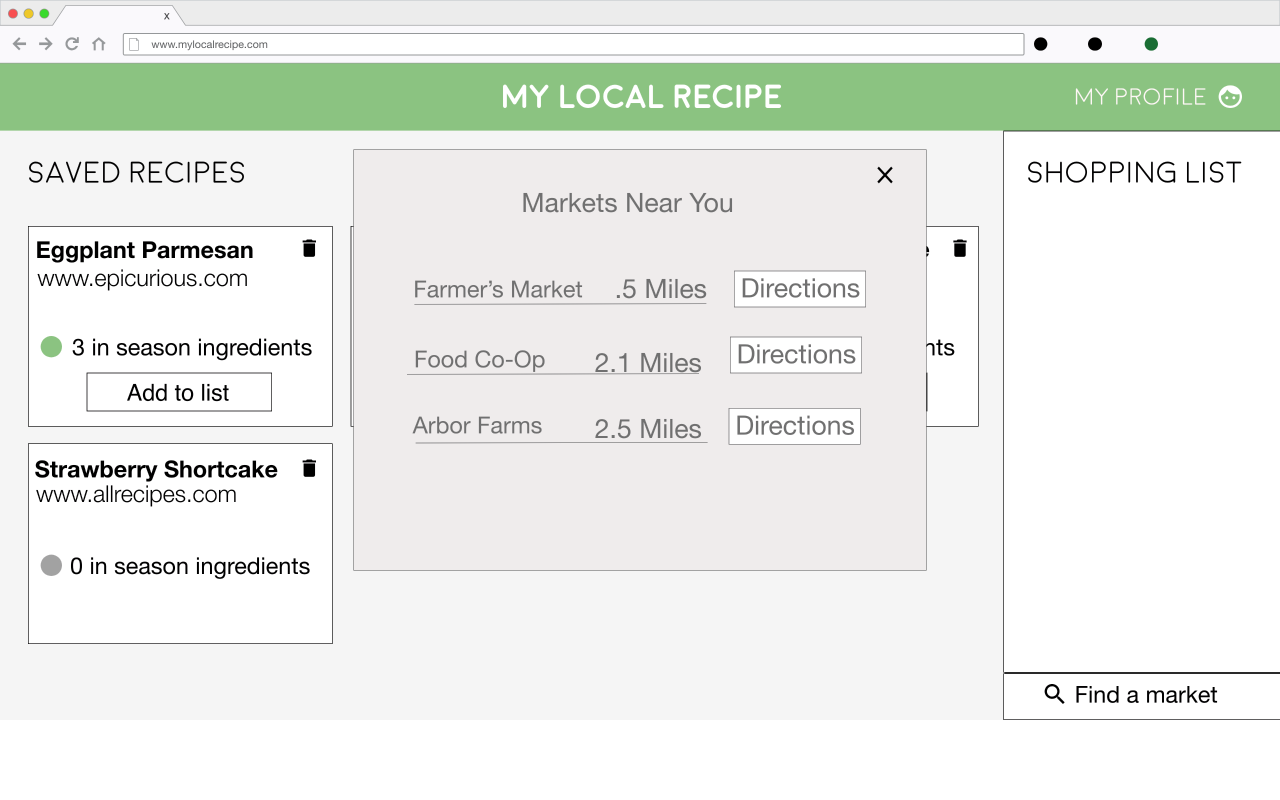 x
www.mylocalrecipe.com
MY LOCAL RECIPE
MY PROFILE
SAVED RECIPES
Eggplant Parmesan
www.epicurious.com
3 in season ingredients
Add to list
Strawberry Shortcake
www.allrecipes.com
0 in season ingredients
Markets Near You
Farmer's Market .5 Miles Directions
Food Co-Op 2.1 Miles Directions
Arbor Farms 2.5 Miles Directions
SHOPPING LIST
Find a market